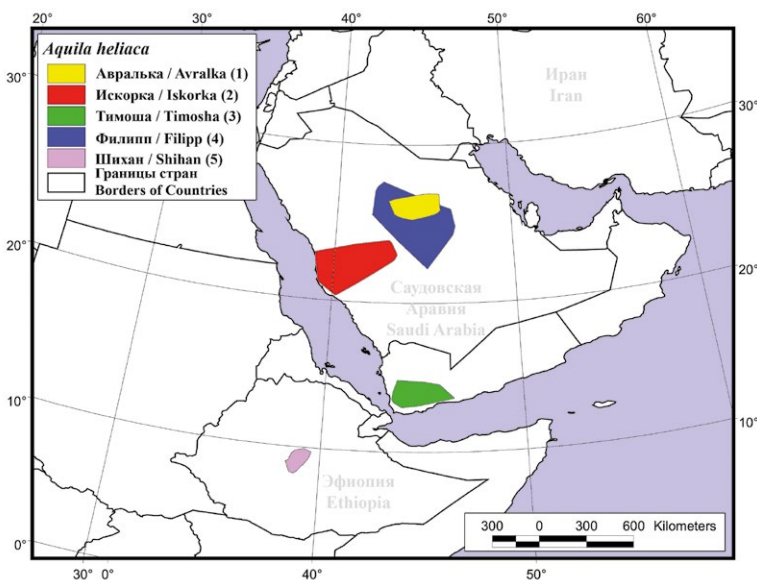 20° 30° 40° 50° 60°
Aquila heliaca
Авралька / Avralka (1)
Искорка / Iskorka (2)
Тимоша / Timosha (3)
Филипп / Filipp (4)
Шихан / Shihan (5)
Границы стран
Borders of Countries
Иран
Iran
30°
30°
20°
20°
Саудовская
Аравия
Saudi Arabia
10°
10°
Эфиопия
Ethiopia
300 0 300 600 Kilometers
0°
30° 0° 40° 50°